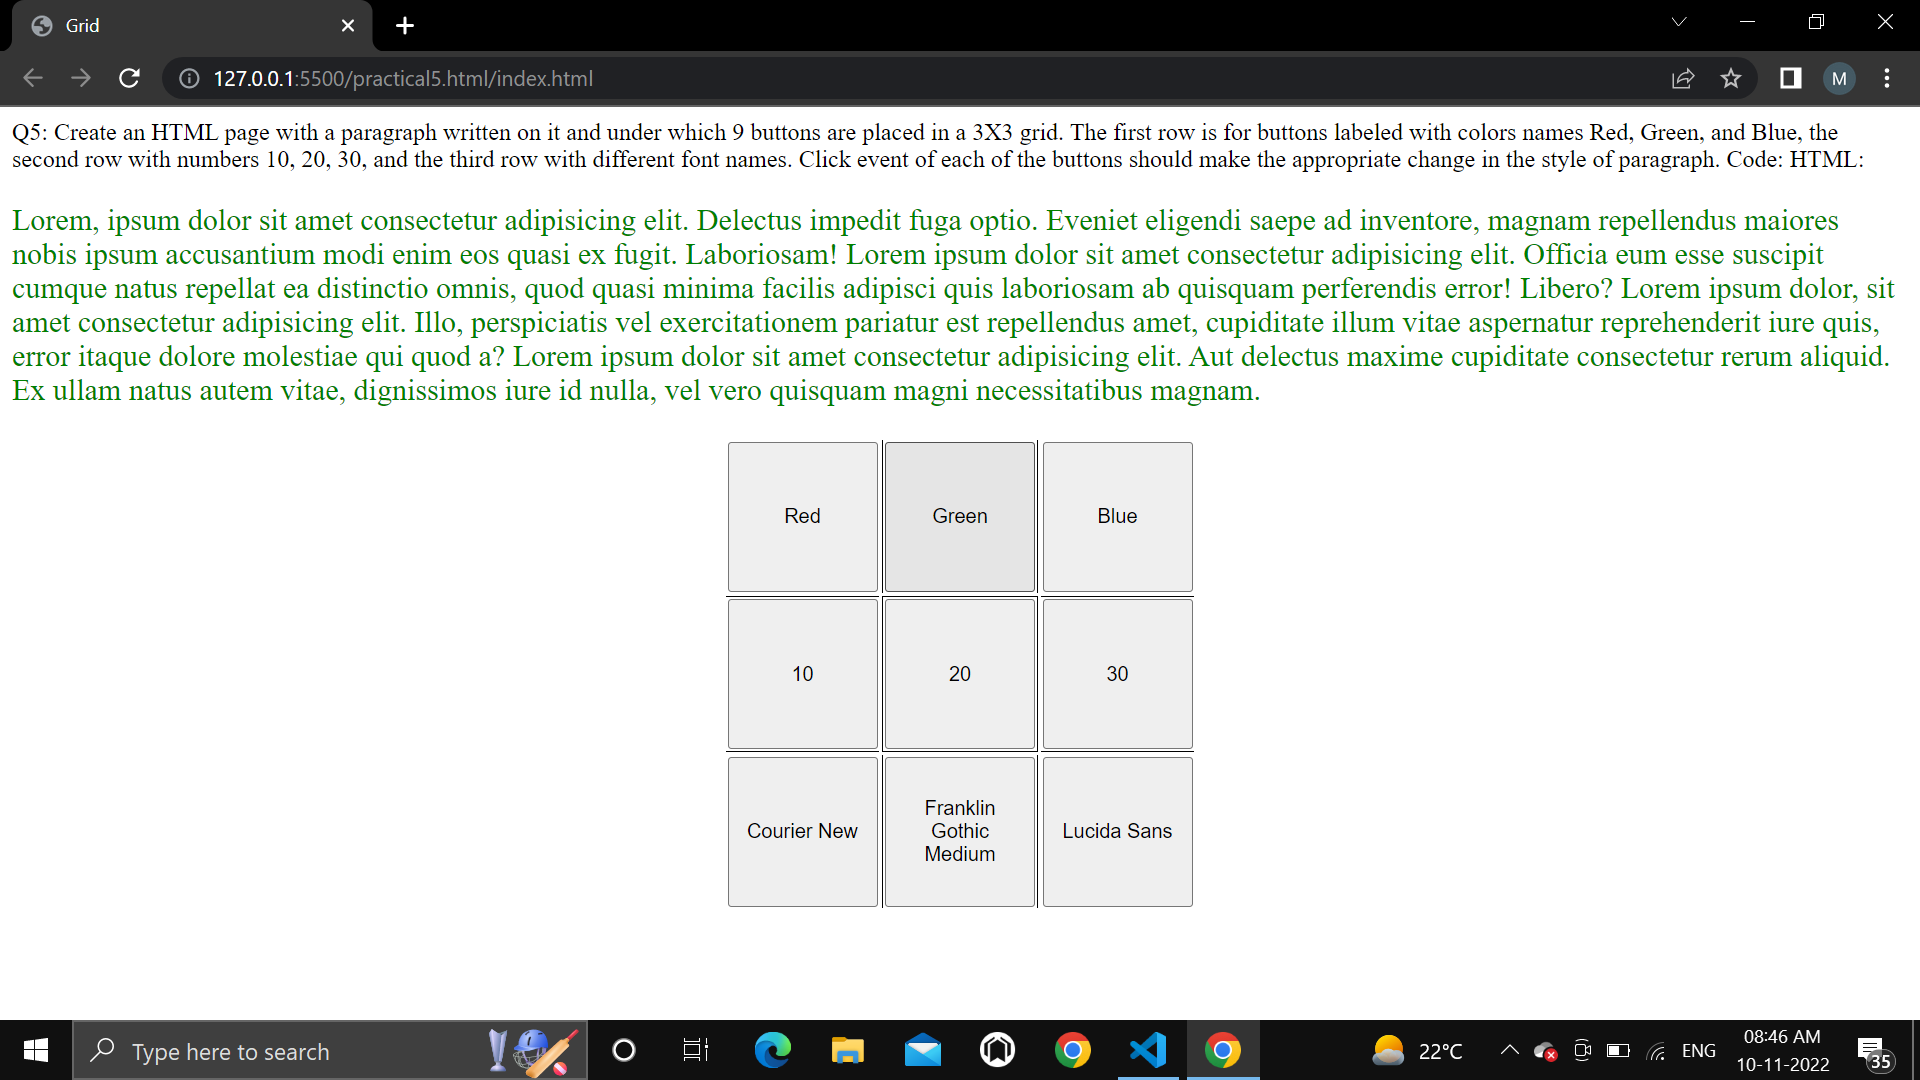 Grid
127.0.0.1:5500/practical5.html/index.html
M
Q5: Create an HTML page with a paragraph written on it and under which 9 buttons are placed in a 3X3 grid. The first row is for buttons labeled with colors names Red, Green, and Blue, the
second row with numbers 10, 20, 30, and the third row with different font names. Click event of each of the buttons should make the appropriate change in the style of paragraph. Code: HTML:
Lorem, ipsum dolor sit amet consectetur adipisicing elit. Delectus impedit fuga optio. Eveniet eligendi saepe ad inventore, magnam repellendus maiores
nobis ipsum accusantium modi enim eos quasi ex fugit. Laboriosam! Lorem ipsum dolor sit amet consectetur adipisicing elit. Officia eum esse suscipit
cumque natus repellat ea distinctio omnis, quod quasi minima facilis adipisci quis laboriosam ab quisquam perferendis error! Libero? Lorem ipsum dolor, sit
amet consectetur adipisicing elit. Illo, perspiciatis vel exercitationem pariatur est repellendus amet, cupiditate illum vitae aspernatur reprehenderit iure quis,
error itaque dolore molestiae qui quod a? Lorem ipsum dolor sit amet consectetur adipisicing elit. Aut delectus maxime cupiditate consectetur rerum aliquid.
Ex ullam natus autem vitae, dignissimos iure id nulla, vel vero quisquam magni necessitatibus magnam.
Red
Green
Blue
10
20
30
Courier New
Franklin
Gothic
Medium
Lucida Sans
Type here to search
22°C
ENG
08:46 AM
10-11-2022
35